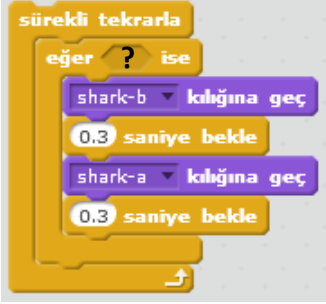 sürekli tekrarla
eğer ? ise
shark-b kılığına geç
0.3 saniye bekle
shark-a kılığına geç
0.3 saniye bekle